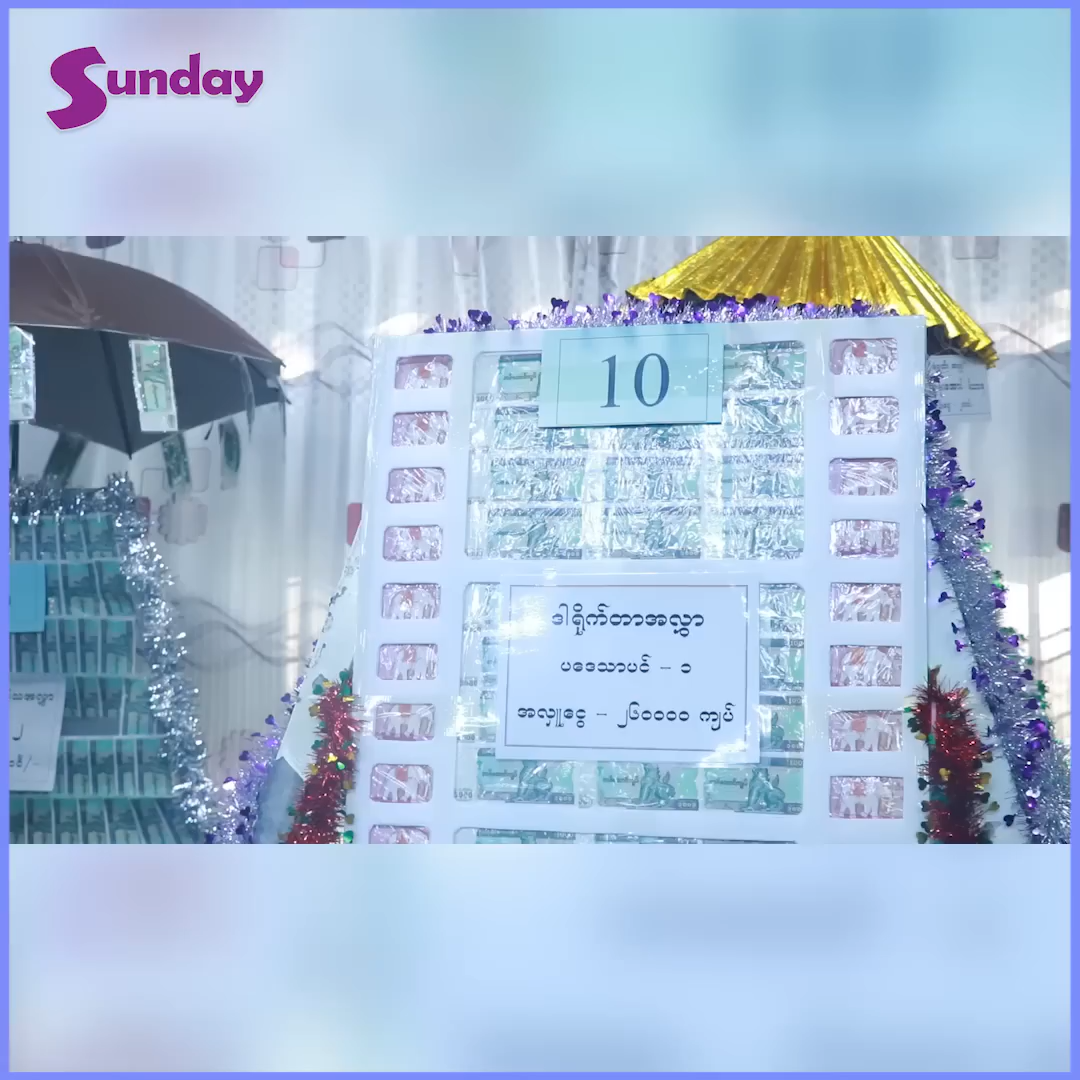 Sunday
10
ဒါရိုက်တာအလွှာ
ပဒေသာပင် - ၁
အလှူငွေ - ၂၆၀၀၀၀ ကျပ်